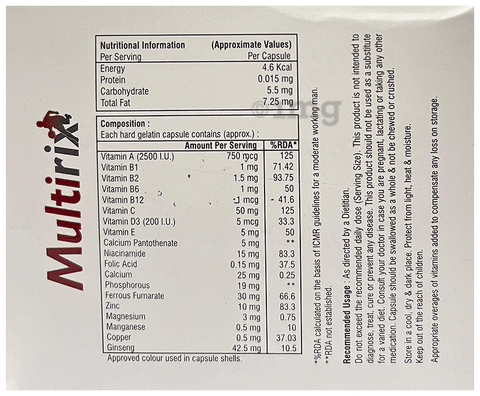 Multirix
Nutritional Information (Approximate Values)
Per Serving Per Capsule
Energy 4.6 Kcal
Protein 0.015 mg
Carbohydrate 5.5 mg
Total Fat 7.25 mg
Composition :
Each hard gelatin capsule contains (approx.) :
Amount Per Serving %RDA*
Vitamin A (2500 I.U.) 750 mcg 125
Vitamin B1 1 mg 71.42
Vitamin B2 1.5 mg 93.75
Vitamin B6 1 mg 50
Vitamin B12 1 mcg 41.6
Vitamin C 50 mg 125
Vitamin D3 (200 I.U.) 5 mcg 33.3
Vitamin E 5 mg 50
Calcium Pantothenate 5 mg **
Niacinamide 15 mg 83.3
Folic Acid 0.15 mg 37.5
Calcium 25 mg 0.25
Phosphorous 19 mg **
Ferrous Fumarate 30 mg 66.6
Zinc 10 mg 83.3
Magnesium 3 mg 0.75
Manganese 0.5 mg 10
Copper 0.5 mg 37.03
Ginseng 42.5 mg 10.5
Approved colour used in capsule shells.
*%RDA calculated on the basis of ICMR guidelines for a moderate working man.
**RDA not established.
Recommended Usage : As directed by a Dietitian.
Do not exceed the recommended daily dose (Serving Size). This product is not intended to
diagnose, treat, cure or prevent any disease. This product should not be used as a substitute
for a varied diet. Consult your doctor in case you are pregnant, lactating or taking any other
medication. Capsule should be swallowed as a whole & not be chewed or crushed.
Store in a cool, dry & dark place. Protect from light, heat & moisture.
Keep out of the reach of children.
Appropriate overages of vitamins added to compensate any loss on storage.